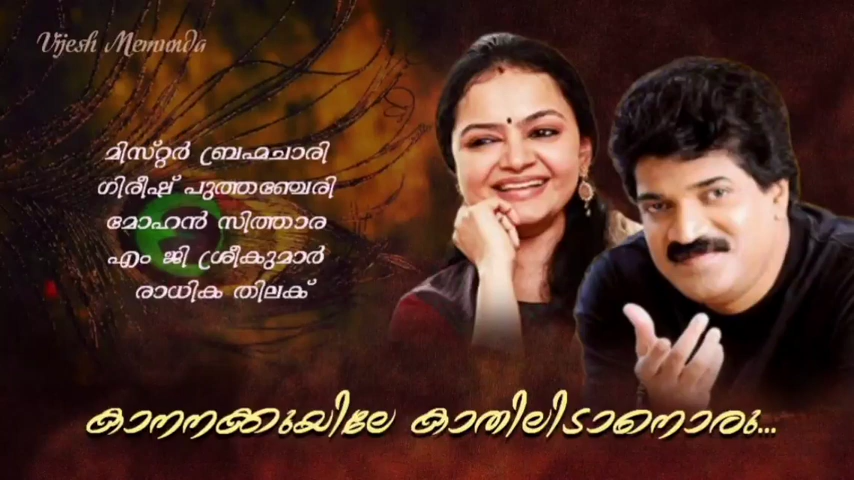 Vijesh Memunda
മിസ്റ്റർ ബ്രഹ്മചാരി
ഗിരീഷ് പുത്തഞ്ചേരി
മോഹൻ സിത്താര
എം ജി ശ്രീകുമാർ
രാധിക തിലക്
കാനനക്കുയിലേ കാതിലിടാനൊരു...